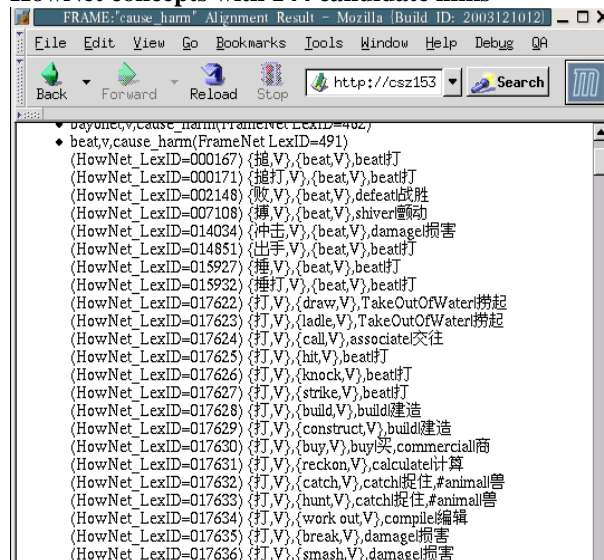 FRAME:"cause_harm" Alignment Result - Mozilla {Build ID: 2003121012}
File Edit View Go Bookmarks Tools Window Help Debug QA
Back Forward Reload Stop http://csz153 Search
bayonet,v,cause_harm(FrameNet LexID=462)
beat,v,cause_harm(FrameNet LexID=491)
(HowNet_LexID=000167) {搥,V},{beat,V},beat|打
(HowNet_LexID=000171) {搥打,V},{beat,V},beat|打
(HowNet_LexID=002148) {败,V},{beat,V},defeat|战胜
(HowNet_LexID=007108) {搏,V},{beat,V},shiver|颤动
(HowNet_LexID=014034) {冲击,V},{beat,V},damage|损害
(HowNet_LexID=014851) {出手,V},{beat,V},beat|打
(HowNet_LexID=015927) {捶,V},{beat,V},beat|打
(HowNet_LexID=015932) {捶打,V},{beat,V},beat|打
(HowNet_LexID=017622) {打,V},{draw,V},TakeOutOfWater|捞起
(HowNet_LexID=017623) {打,V},{ladle,V},TakeOutOfWater|捞起
(HowNet_LexID=017624) {打,V},{call,V},associate|交往
(HowNet_LexID=017625) {打,V},{hit,V},beat|打
(HowNet_LexID=017626) {打,V},{knock,V},beat|打
(HowNet_LexID=017627) {打,V},{strike,V},beat|打
(HowNet_LexID=017628) {打,V},{build,V},build|建造
(HowNet_LexID=017629) {打,V},{construct,V},build|建造
(HowNet_LexID=017630) {打,V},{buy,V},buy|买,commercial|商
(HowNet_LexID=017631) {打,V},{reckon,V},calculate|计算
(HowNet_LexID=017632) {打,V},{catch,V},catch|捉住,#animal|兽
(HowNet_LexID=017633) {打,V},{hunt,V},catch|捉住,#animal|兽
(HowNet_LexID=017634) {打,V},{work out,V},compile|编辑
(HowNet_LexID=017635) {打,V},{break,V},damage|损害
(HowNet_LexID=017636) {打,V},{smash,V},damage|损害